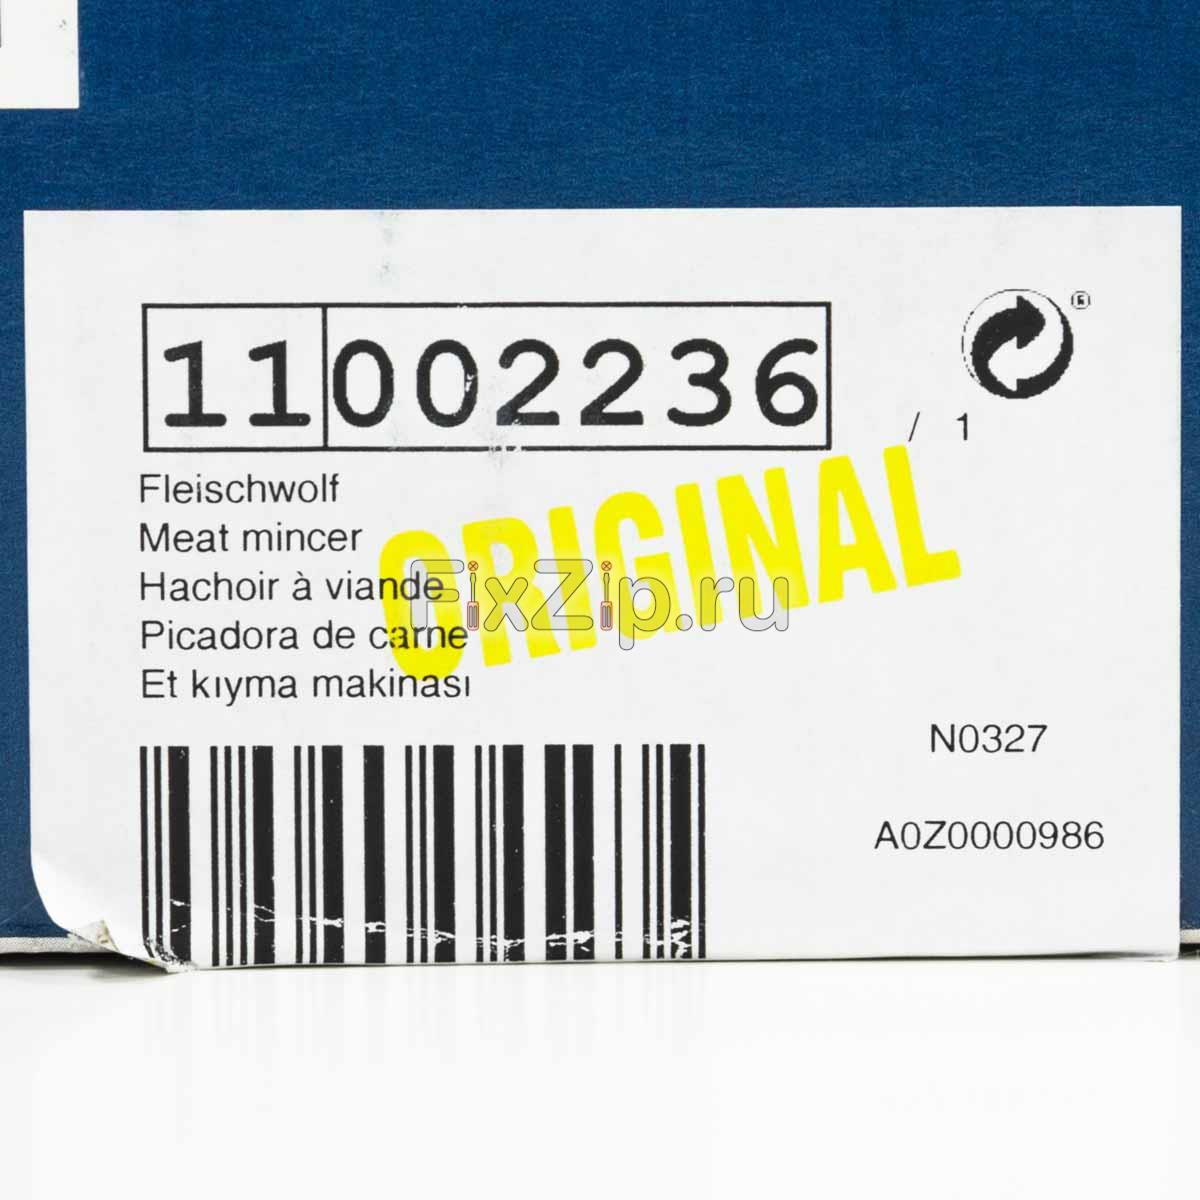 11002236
/ 1
Fleischwolf
Meat mincer
Hachoir à viande
Picadora de carne
Et kıyma makinası
ORIGINAL
FixZip.ru
N0327
A0Z0000986